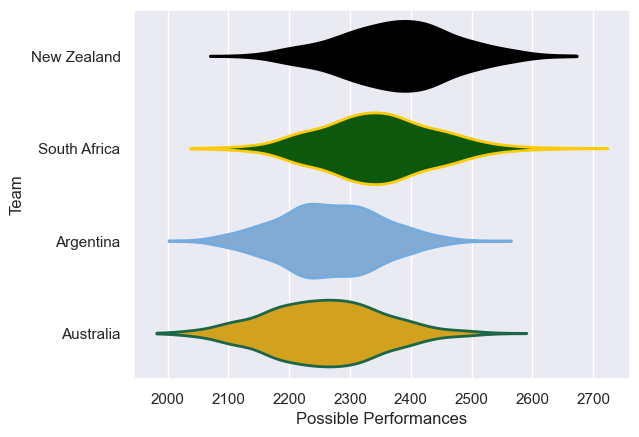 New Zealand
South Africa
Argentina
Australia
Team
2000 2100 2200 2300 2400 2500 2600 2700
Possible Performances